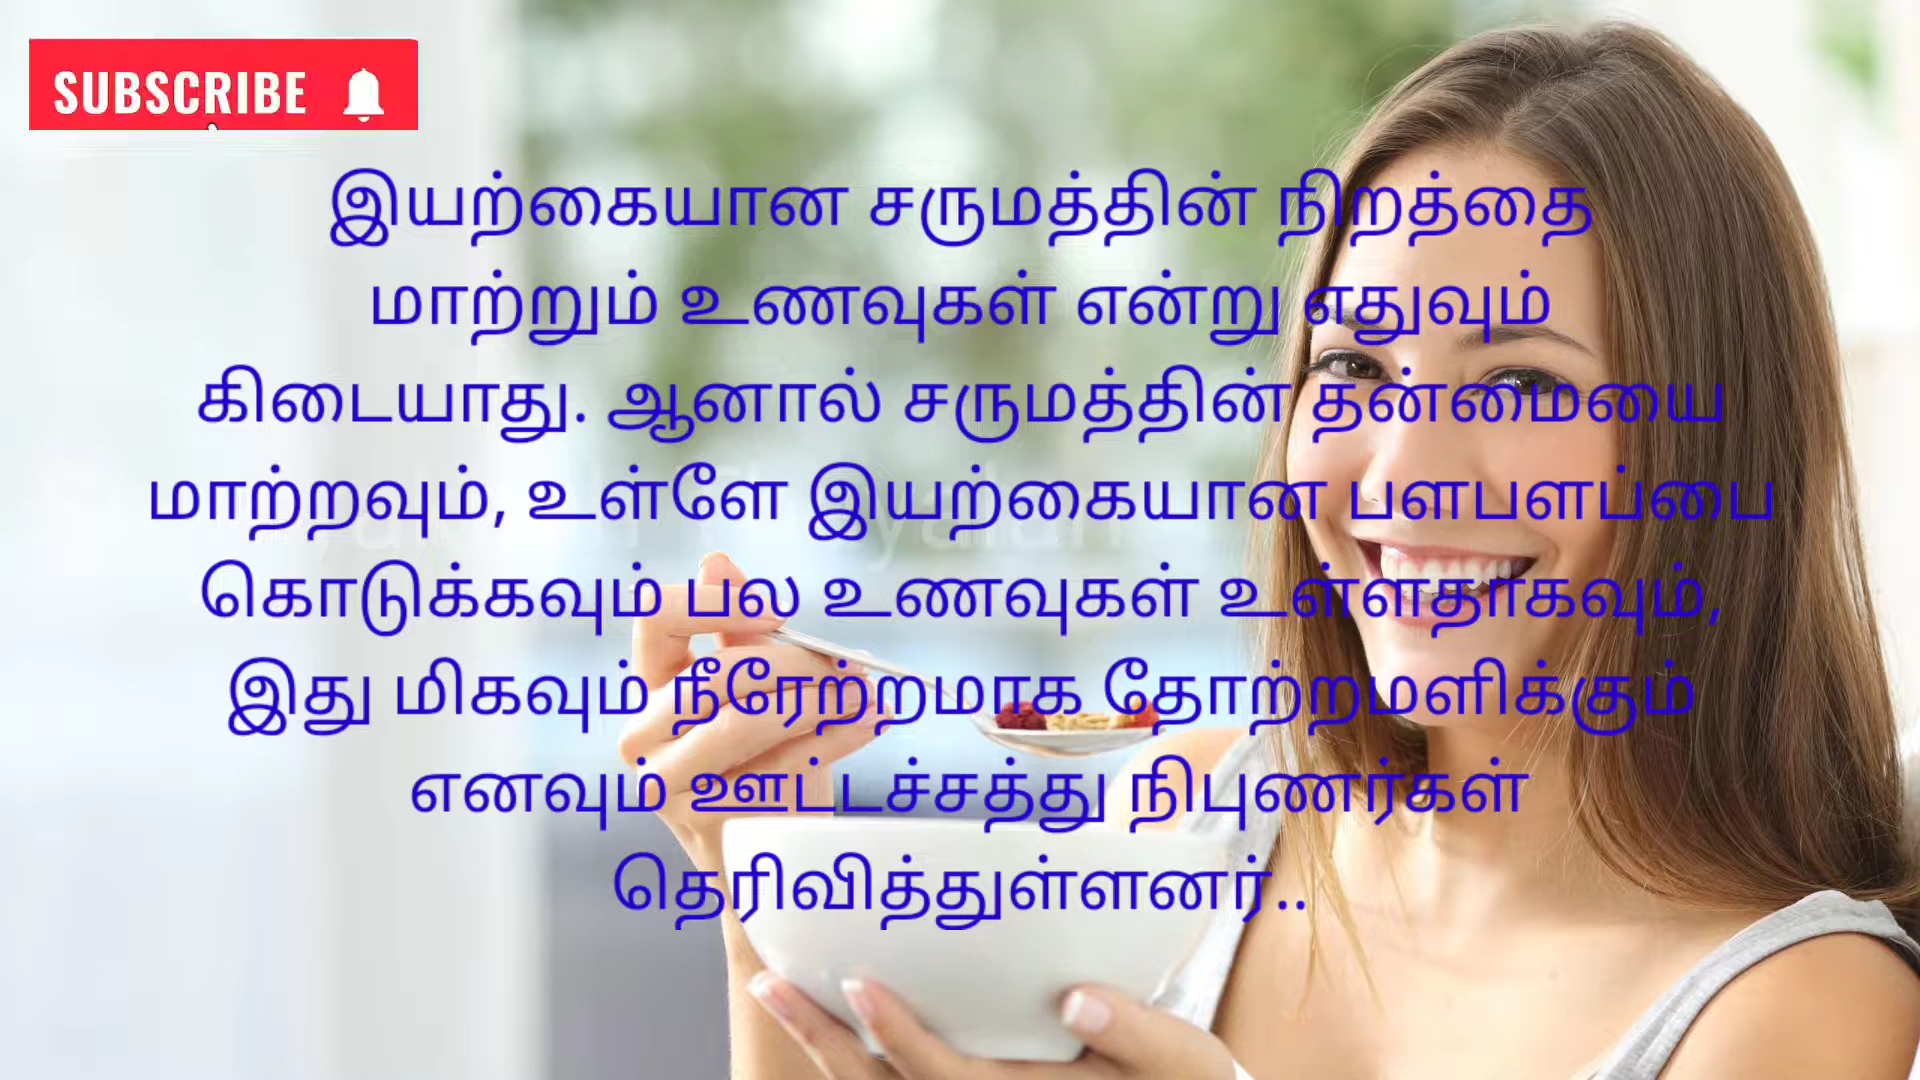 SUBSCRIBE
இயற்கையான சருமத்தின் நிறத்தை
மாற்றும் உணவுகள் என்று எதுவும்
கிடையாது. ஆனால் சருமத்தின் தன்மையை
மாற்றவும், உள்ளே இயற்கையான பளபளப்பை
கொடுக்கவும் பல உணவுகள் உள்ளதாகவும்,
இது மிகவும் நீரேற்றமாக தோற்றமளிக்கும்
எனவும் ஊட்டச்சத்து நிபுணர்கள்
தெரிவித்துள்ளனர்..